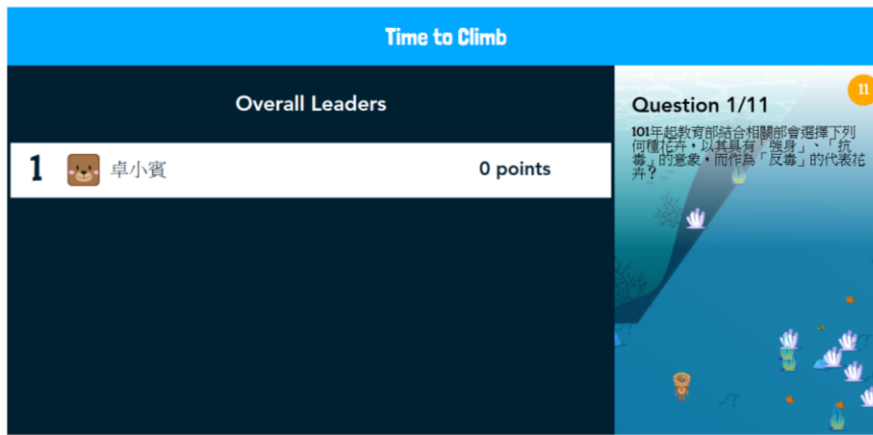 Time to Climb
Overall Leaders
1 卓小賓 0 points
11
Question 1/11
101年起教育部結合相關部會選擇下列
何種花卉，以其具有「強身」、「抗
毒」的意象，而作為「反毒」的代表花
卉？